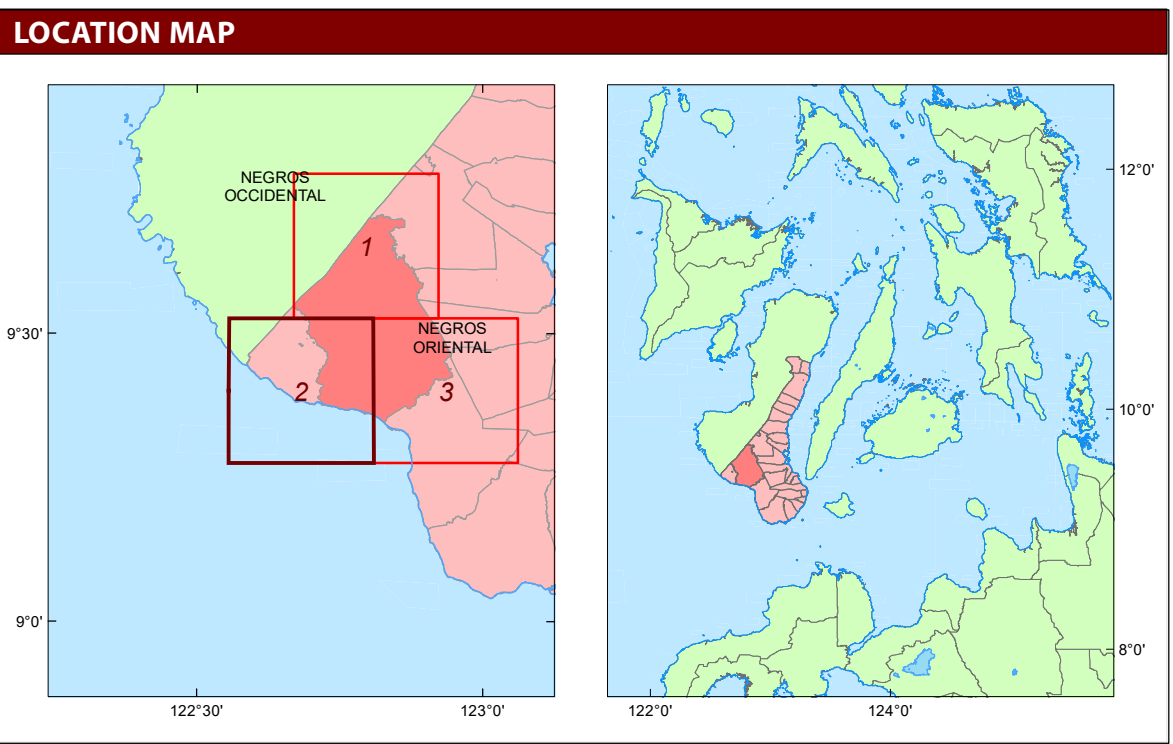 LOCATION MAP
NEGROS
OCCIDENTAL
1
9°30'
NEGROS
ORIENTAL
2
3
9°0'
122°30'
123°0'
12°0'
10°0'
8°0'
122°0'
124°0'